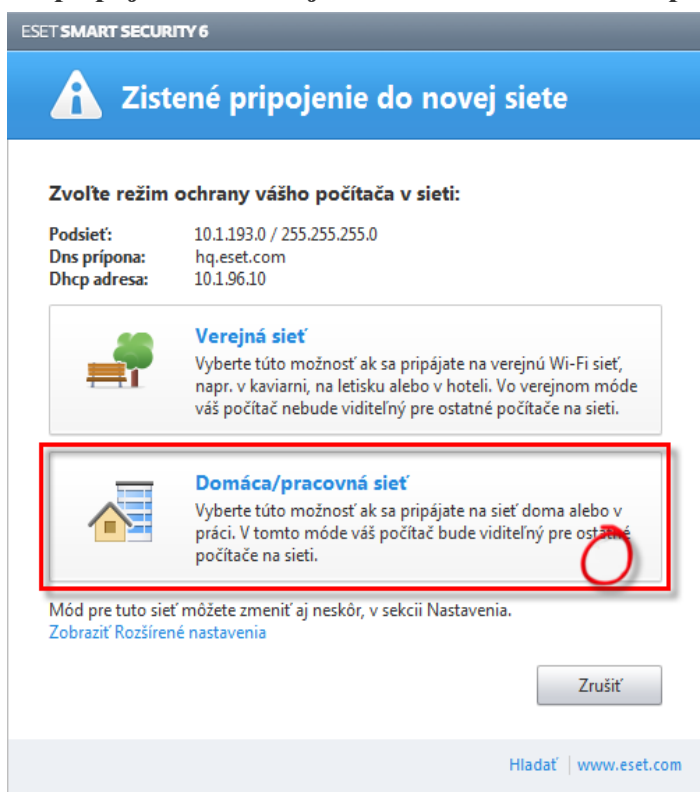 ESET SMART SECURITY 6
Zistené pripojenie do novej siete
Zvoľte režim ochrany vášho počítača v sieti:
Podsieť: 10.1.193.0 / 255.255.255.0
Dns prípona: hq.eset.com
Dhcp adresa: 10.1.96.10
Verejná sieť
Vyberte túto možnosť ak sa pripájate na verejnú Wi-Fi sieť,
napr. v kaviarni, na letisku alebo v hoteli. Vo verejnom móde
váš počítač nebude viditeľný pre ostatné počítače na sieti.
Domáca/pracovná sieť
Vyberte túto možnosť ak sa pripájate na sieť doma alebo v
práci. V tomto móde váš počítač bude viditeľný pre ostatné
počítače na sieti.
Mód pre tuto sieť môžete zmeniť aj neskôr, v sekcii Nastavenia.
Zobraziť Rozšírené nastavenia
Zrušiť
Hladať | www.eset.com